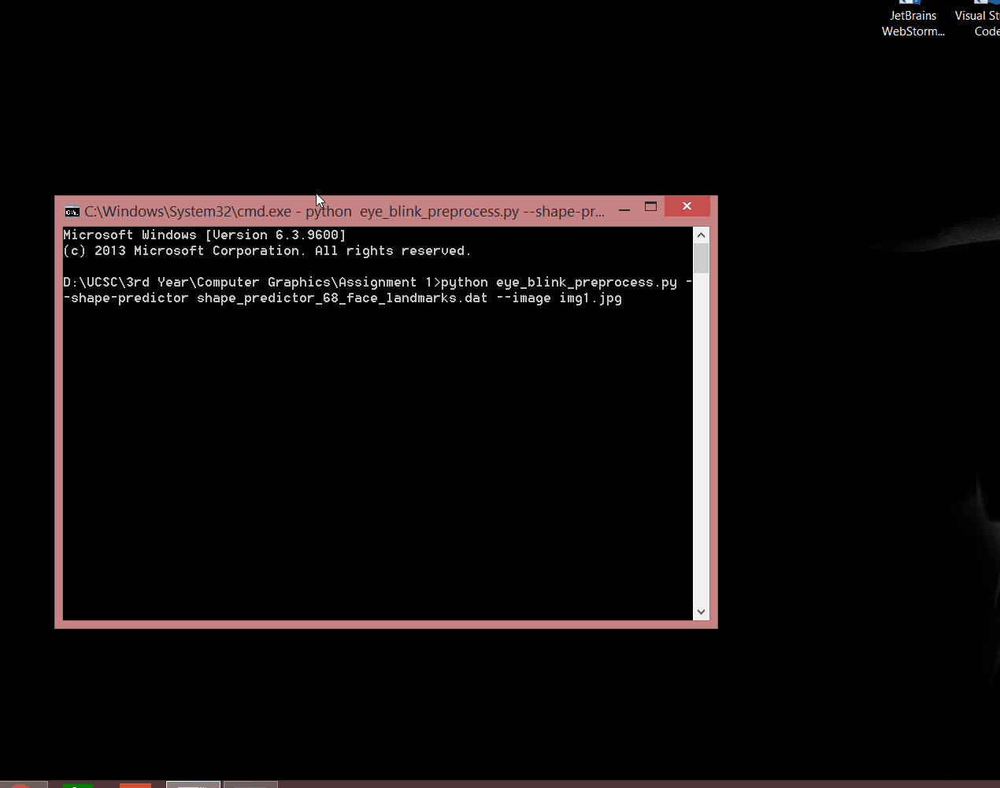 JetBrains
WebStorm...
Visual St
Code
C:\Windows\System32\cmd.exe - python  eye_blink_preprocess.py --shape-pr...
Microsoft Windows [Version 6.3.9600]
(c) 2013 Microsoft Corporation. All rights reserved.
D:\UCSC\3rd Year\Computer Graphics\Assignment 1>python eye_blink_preprocess.py -
-shape-predictor shape_predictor_68_face_landmarks.dat --image img1.jpg